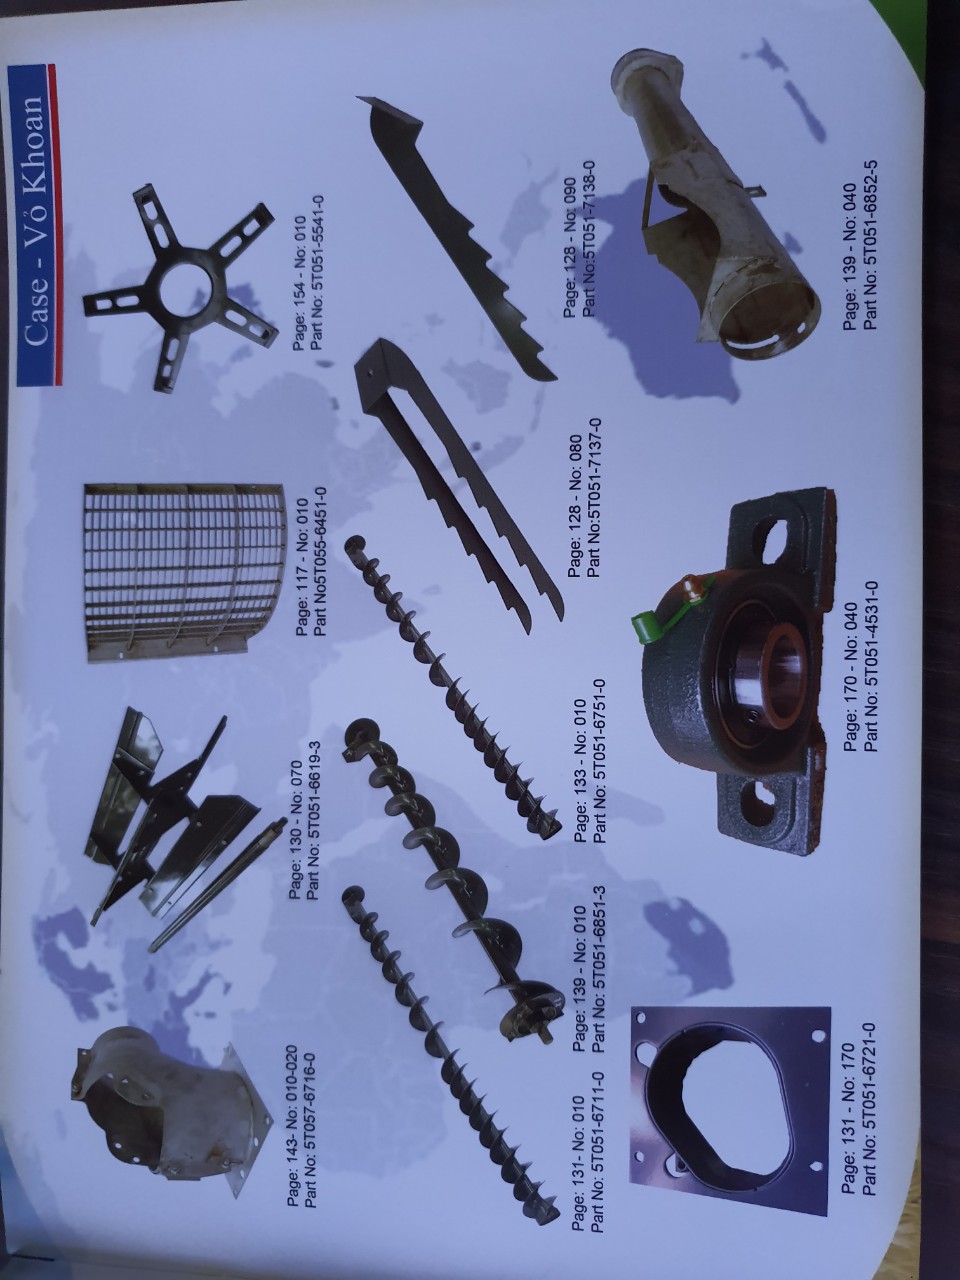 Case - Vỏ Khoan
Page: 143- No: 010-020
Part No: 5T057-6716-0
Page: 130 - No: 070
Part No: 5T051-6619-3
Page: 117 - No: 010
Part No5T055-6451-0
Page: 154 - No: 010
Part No: 5T051-5541-0
Page: 131- No: 010
Part No: 5T051-6711-0
Page: 139 - No: 010
Part No: 5T051-6851-3
Page: 133 - No: 010
Part No: 5T051-6751-0
Page: 128 - No: 080
Part No:5T051-7137-0
Page: 128 - No: 090
Part No:5T051-7138-0
Page: 131 - No: 170
Part No: 5T051-6721-0
Page: 170 - No: 040
Part No: 5T051-4531-0
Page: 139 - No: 040
Part No: 5T051-6852-5